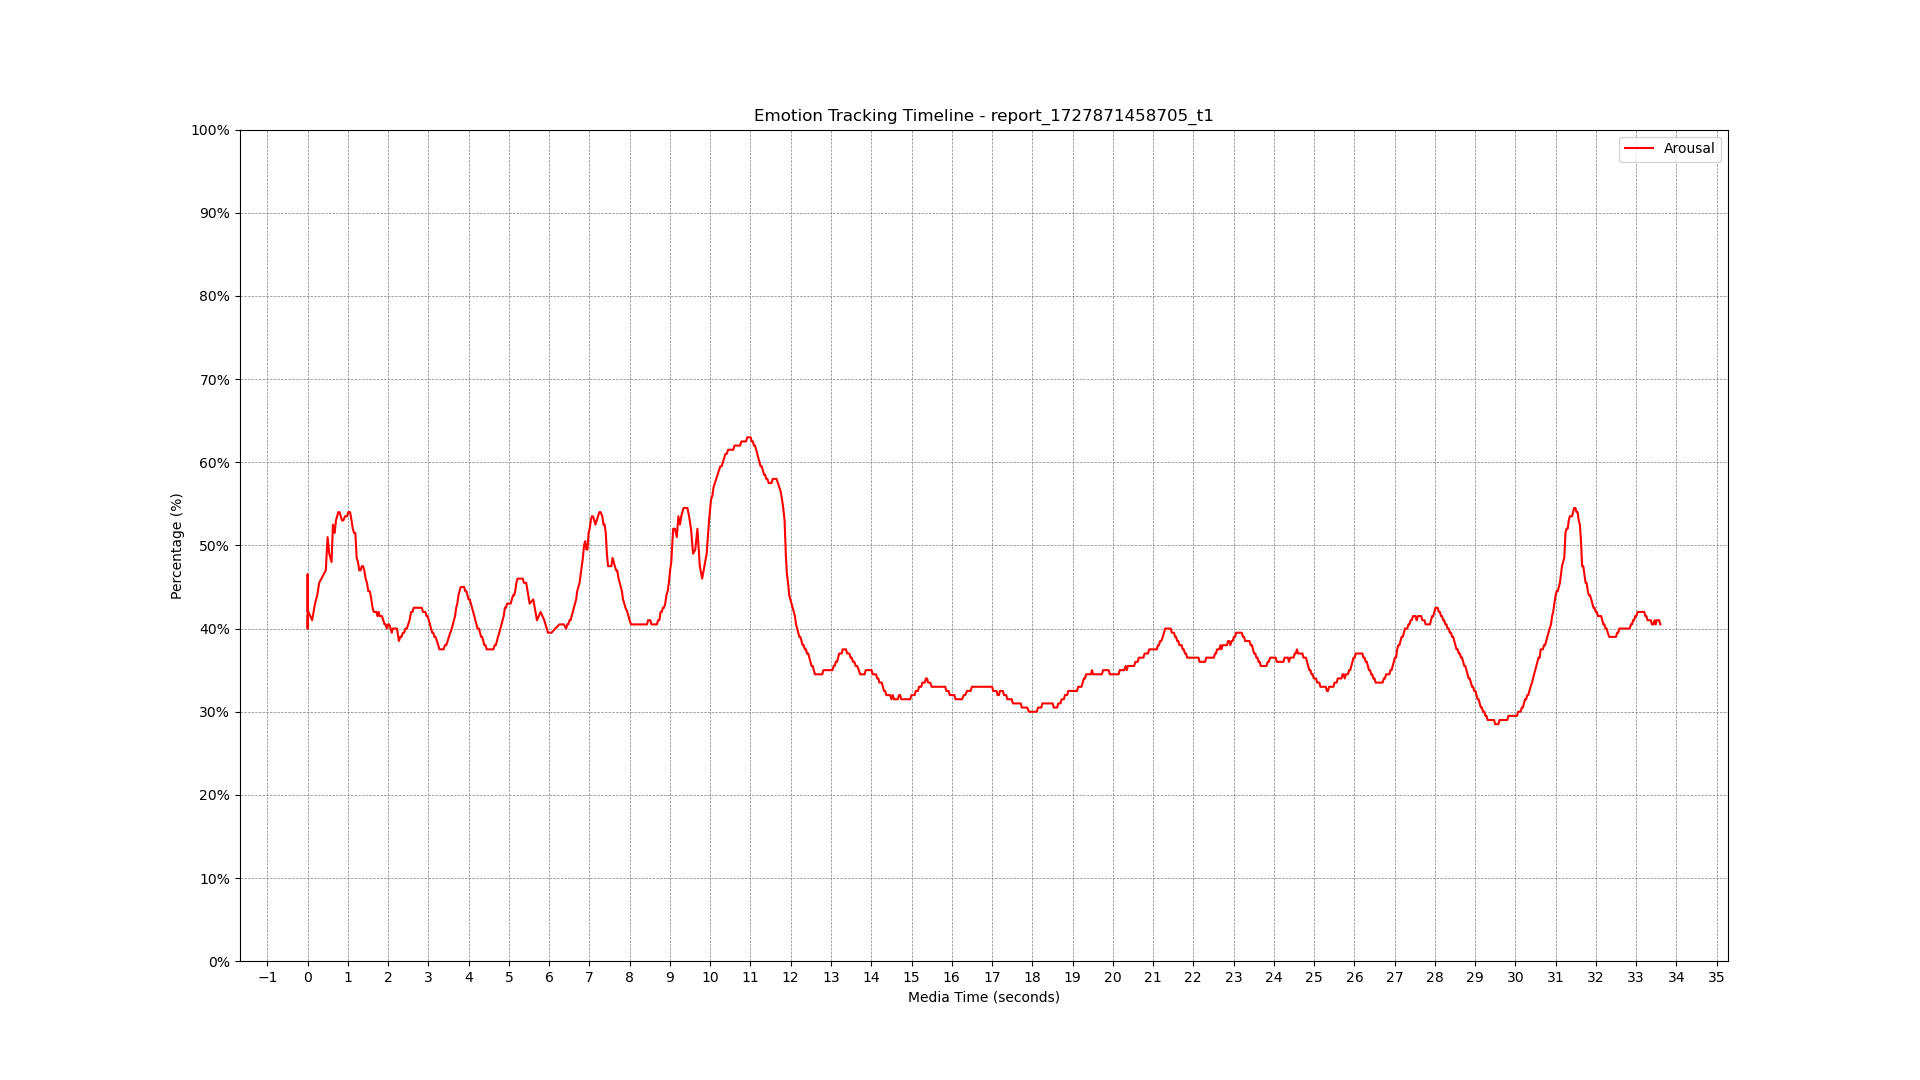 Emotion Tracking Timeline - report_1727871458705_t1
Arousal
100%
90%
80%
70%
60%
50%
40%
30%
20%
10%
0%
Percentage (%)
−1 0 1 2 3 4 5 6 7 8 9 10 11 12 13 14 15 16 17 18 19 20 21 22 23 24 25 26 27 28 29 30 31 32 33 34 35
Media Time (seconds)